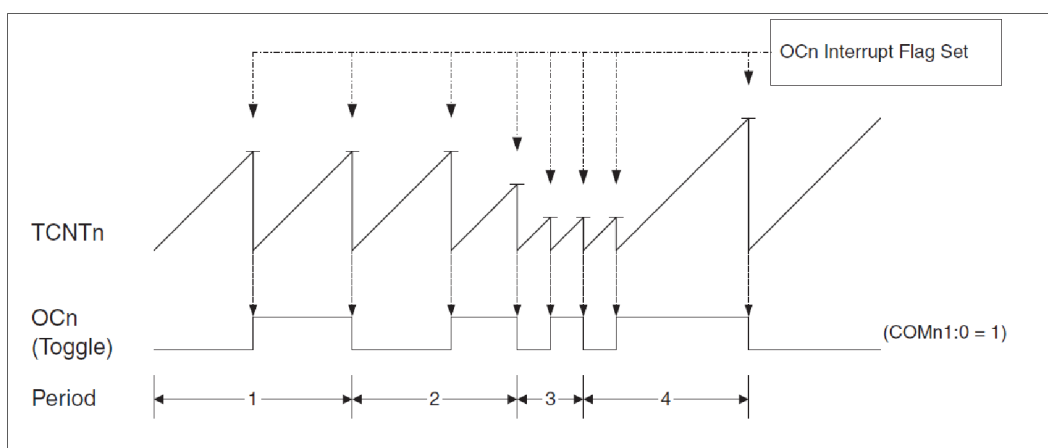 OCn Interrupt Flag Set
TCNTn
OCn
(Toggle)
(COMn1:0 = 1)
Period
1
2
3
4